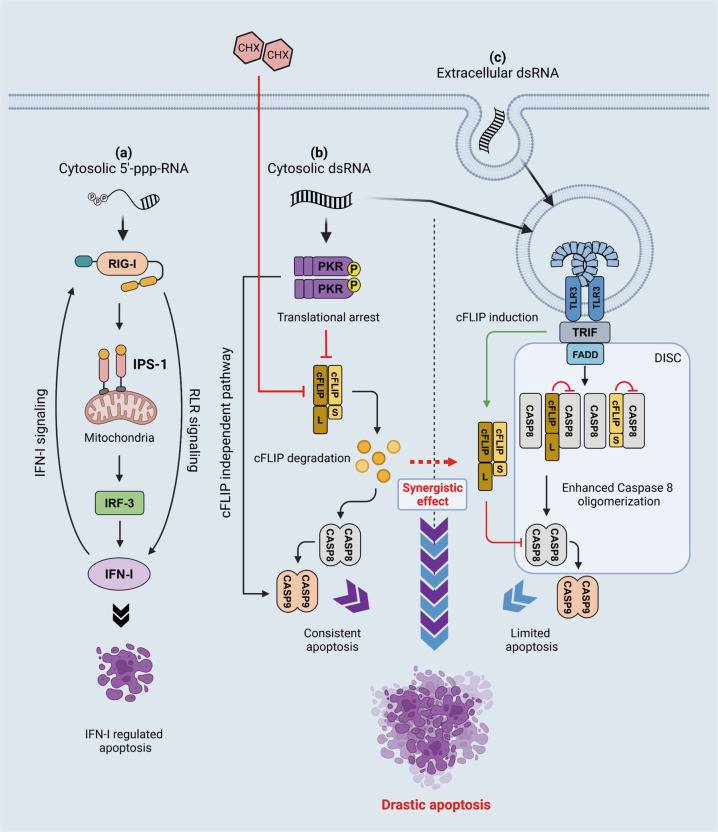 CHX
CHX
(c)
Extracellular dsRNA
(a)
Cytosolic 5'-ppp-RNA
P P P
RIG-I
IPS-1
Mitochondria
IFN-I signaling
RLR signaling
IRF-3
IFN-I
IFN-I regulated
apoptosis
(b)
Cytosolic dsRNA
PKR P
PKR P
Translational arrest
cFLIP independent pathway
cFLIP
L
cFLIP
S
cFLIP degradation
CASP8
CASP8
CASP9
CASP9
Consistent
apoptosis
Synergistic
effect
Drastic apoptosis
TLR3
TLR3
TRIF
FADD
DISC
cFLIP induction
cFLIP
L
cFLIP
S
CASP8
cFLIP
L
CASP8
CASP8
cFLIP
S
CASP8
Enhanced Caspase 8
oligomerization
CASP8
CASP8
CASP9
CASP9
Limited
apoptosis